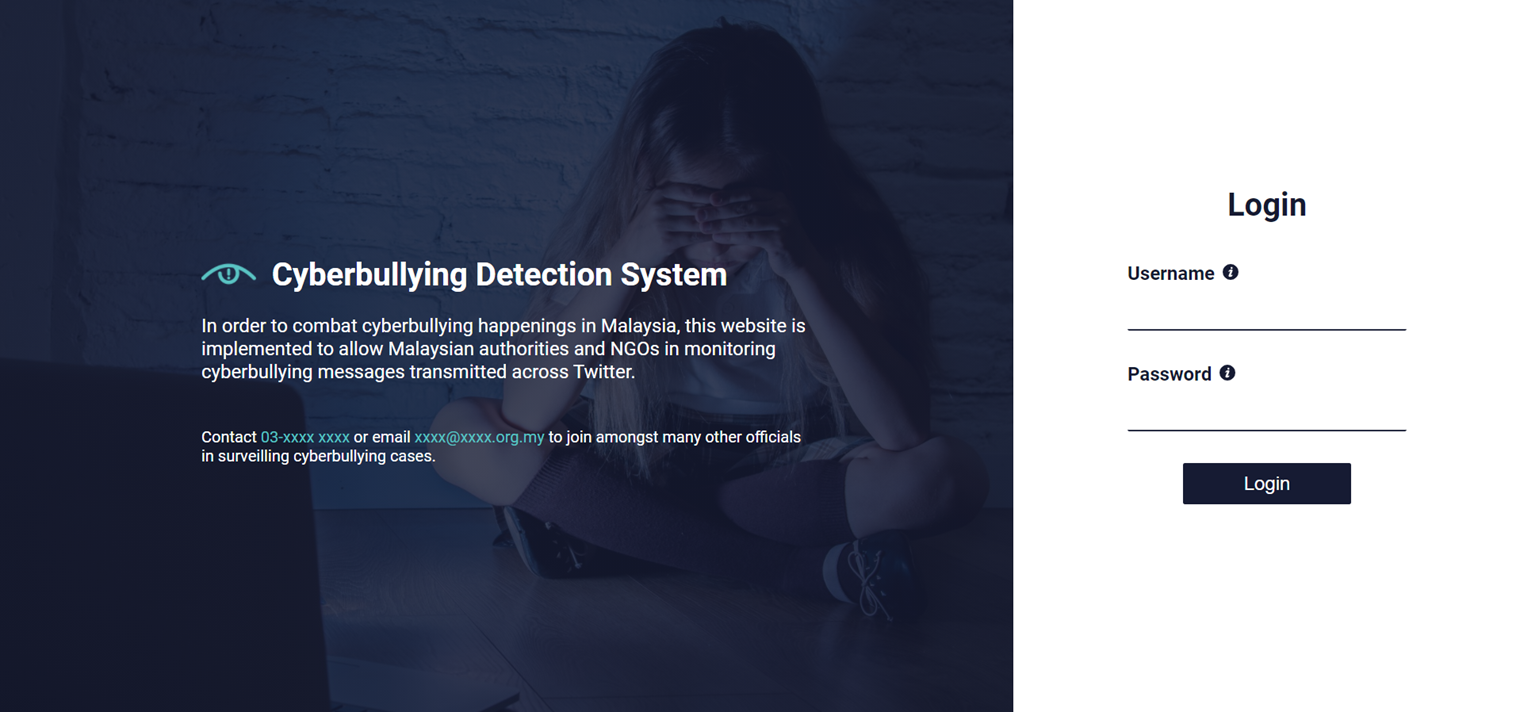 Cyberbullying Detection System
In order to combat cyberbullying happenings in Malaysia, this website is
implemented to allow Malaysian authorities and NGOs in monitoring
cyberbullying messages transmitted across Twitter.
Contact 03-xxxx xxxx or email xxxx@xxxx.org.my to join amongst many other officials
in surveilling cyberbullying cases.
Login
Username
Password
Login